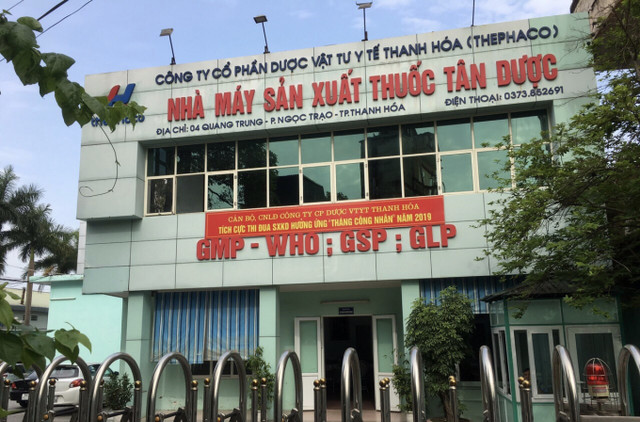 CÔNG TY CỔ PHẦN DƯỢC VẬT TƯ Y TẾ THANH HÓA (THEPHACO)
NHÀ MÁY SẢN XUẤT THUỐC TÂN DƯỢC
ĐỊA CHỈ: 04 QUANG TRUNG - P.NGỌC TRẠO - TP.THANH HÓA
ĐIỆN THOẠI: 0373.852691
CÁN BỘ, CNLĐ CÔNG TY CP DƯỢC VTYT THANH HÓA
TÍCH CỰC THI ĐUA SXKD HƯỞNG ỨNG "THÁNG CÔNG NHÂN" NĂM 2019
GMP - WHO ; GSP ; GLP